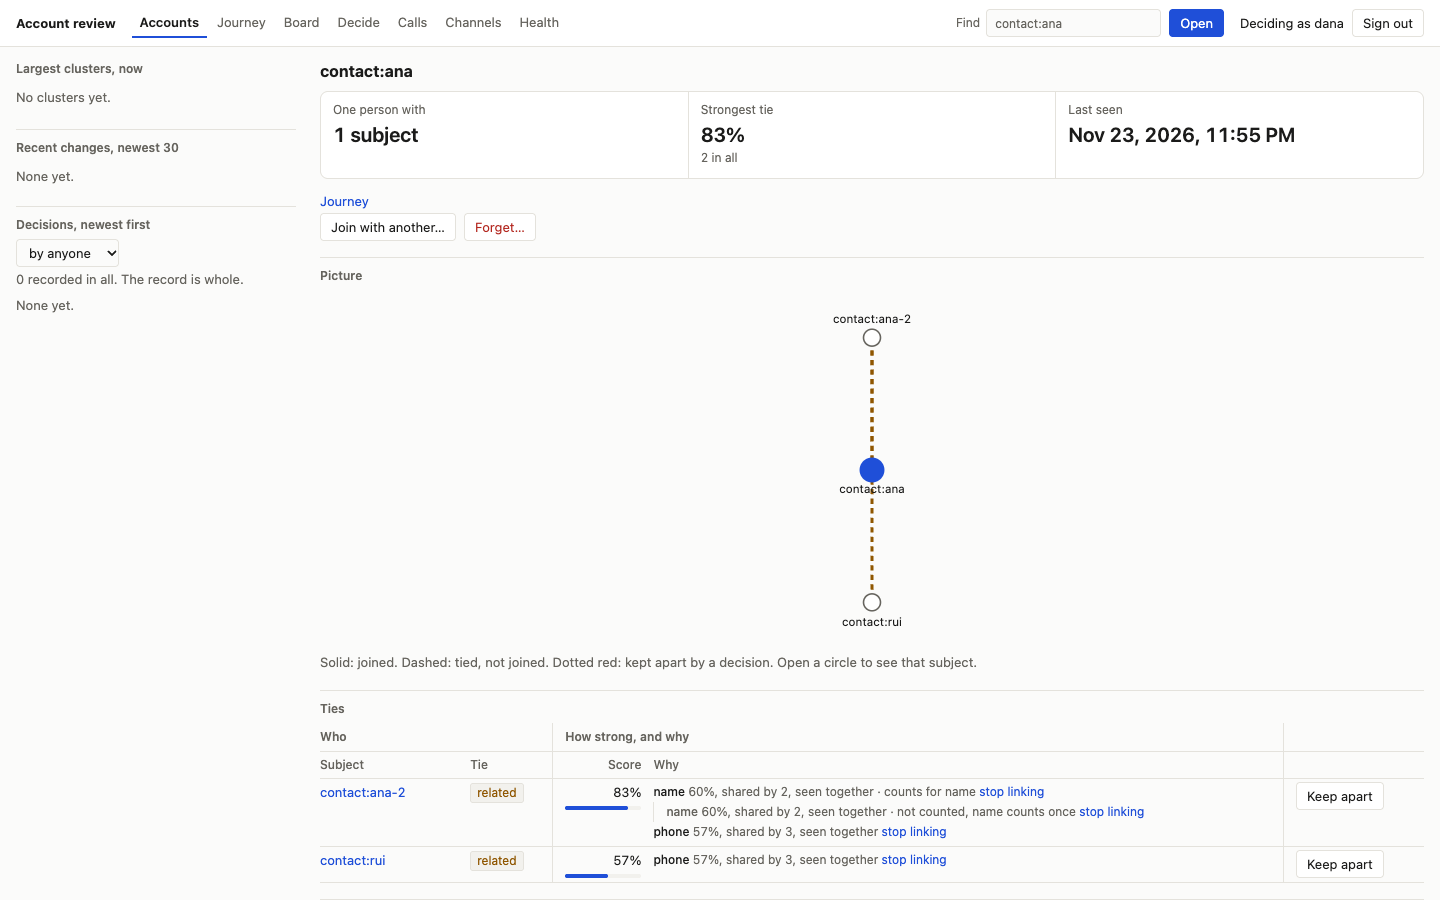 Account review Accounts Journey Board Decide Calls Channels Health Find contact:ana Open Deciding as dana Sign out
Largest clusters, now
No clusters yet.
Recent changes, newest 30
None yet.
Decisions, newest first
by anyone
0 recorded in all. The record is whole.
None yet.
contact:ana
One person with
1 subject
Strongest tie
83%
2 in all
Last seen
Nov 23, 2026, 11:55 PM
Journey
Join with another... Forget...
Picture
contact:ana-2
contact:ana
contact:rui
Solid: joined. Dashed: tied, not joined. Dotted red: kept apart by a decision. Open a circle to see that subject.
Ties
Who How strong, and why
Subject Tie Score Why
contact:ana-2 related 83% name 60%, shared by 2, seen together · counts for name stop linking Keep apart
name 60%, shared by 2, seen together · not counted, name counts once stop linking
phone 57%, shared by 3, seen together stop linking
contact:rui related 57% phone 57%, shared by 3, seen together stop linking Keep apart